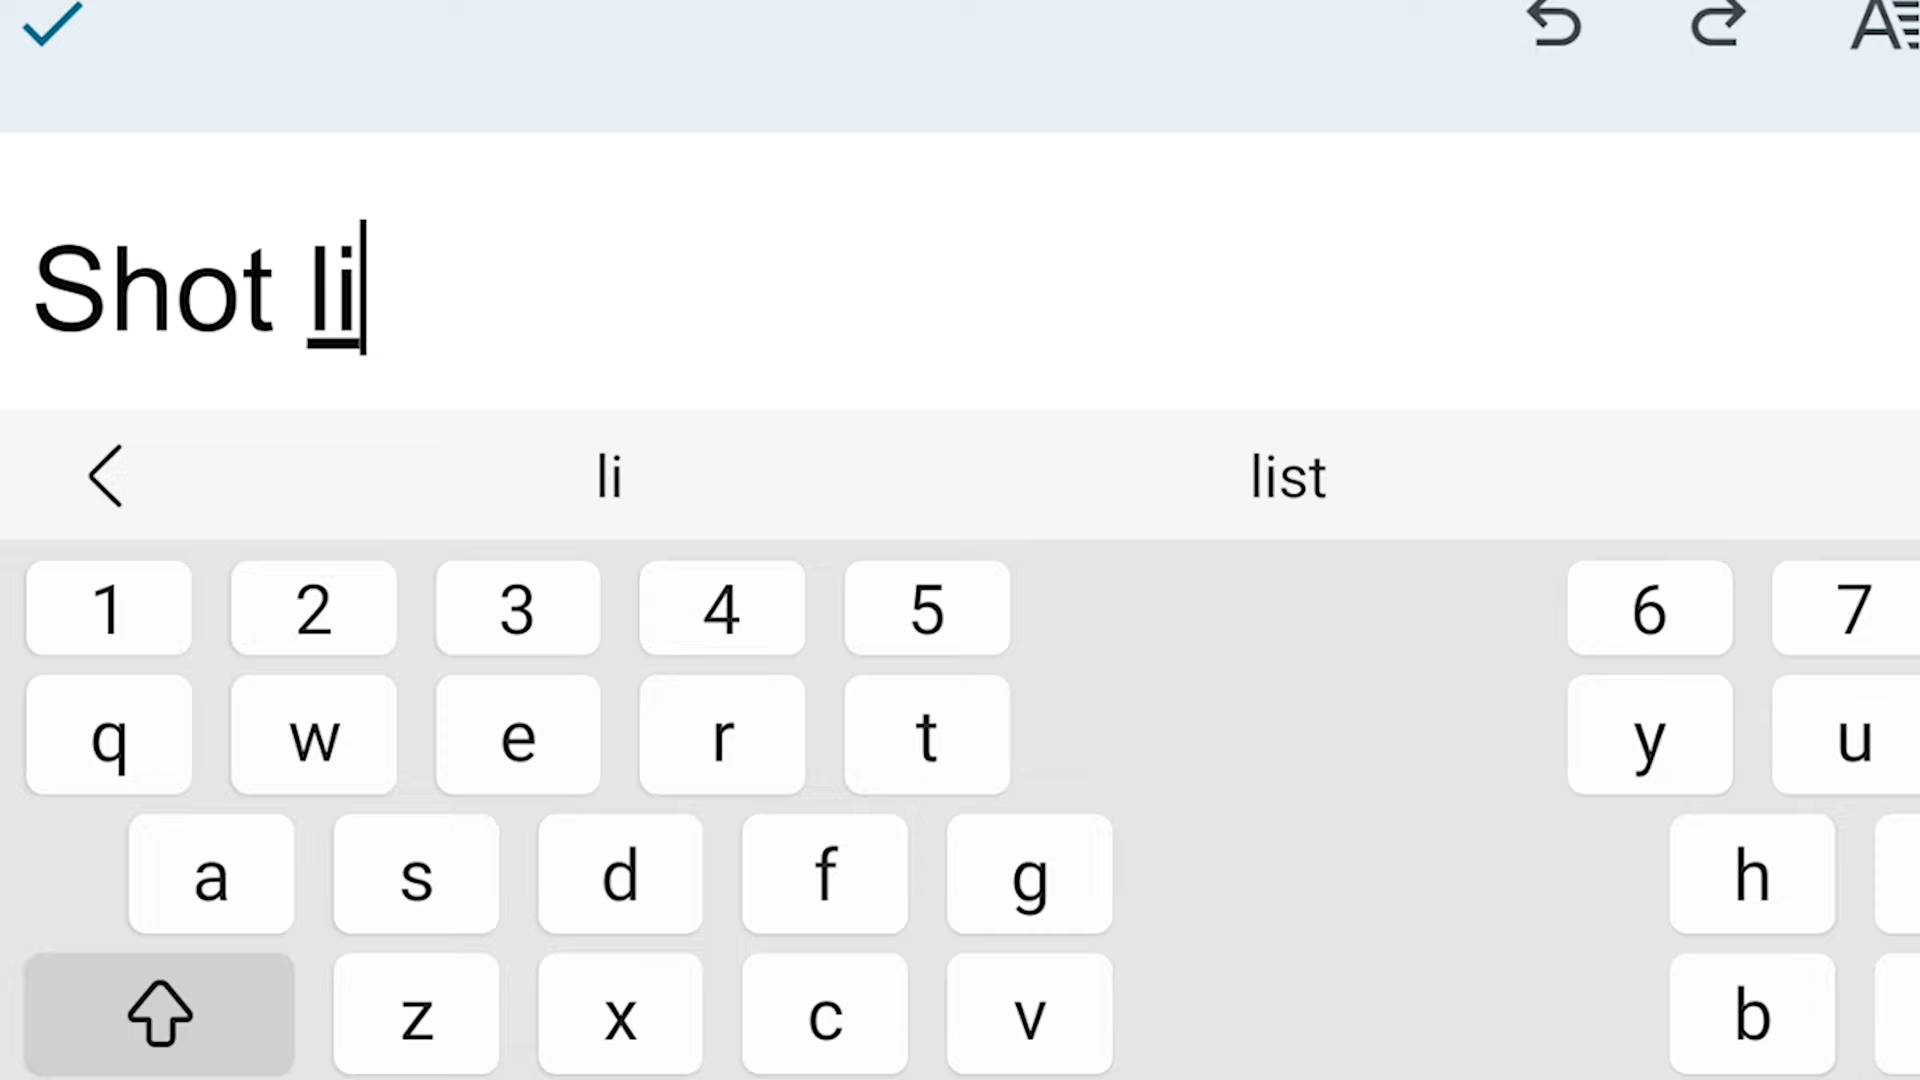 Shot li
li list
1 2 3 4 5 6 7
q w e r t y u
a s d f g h
z x c v b